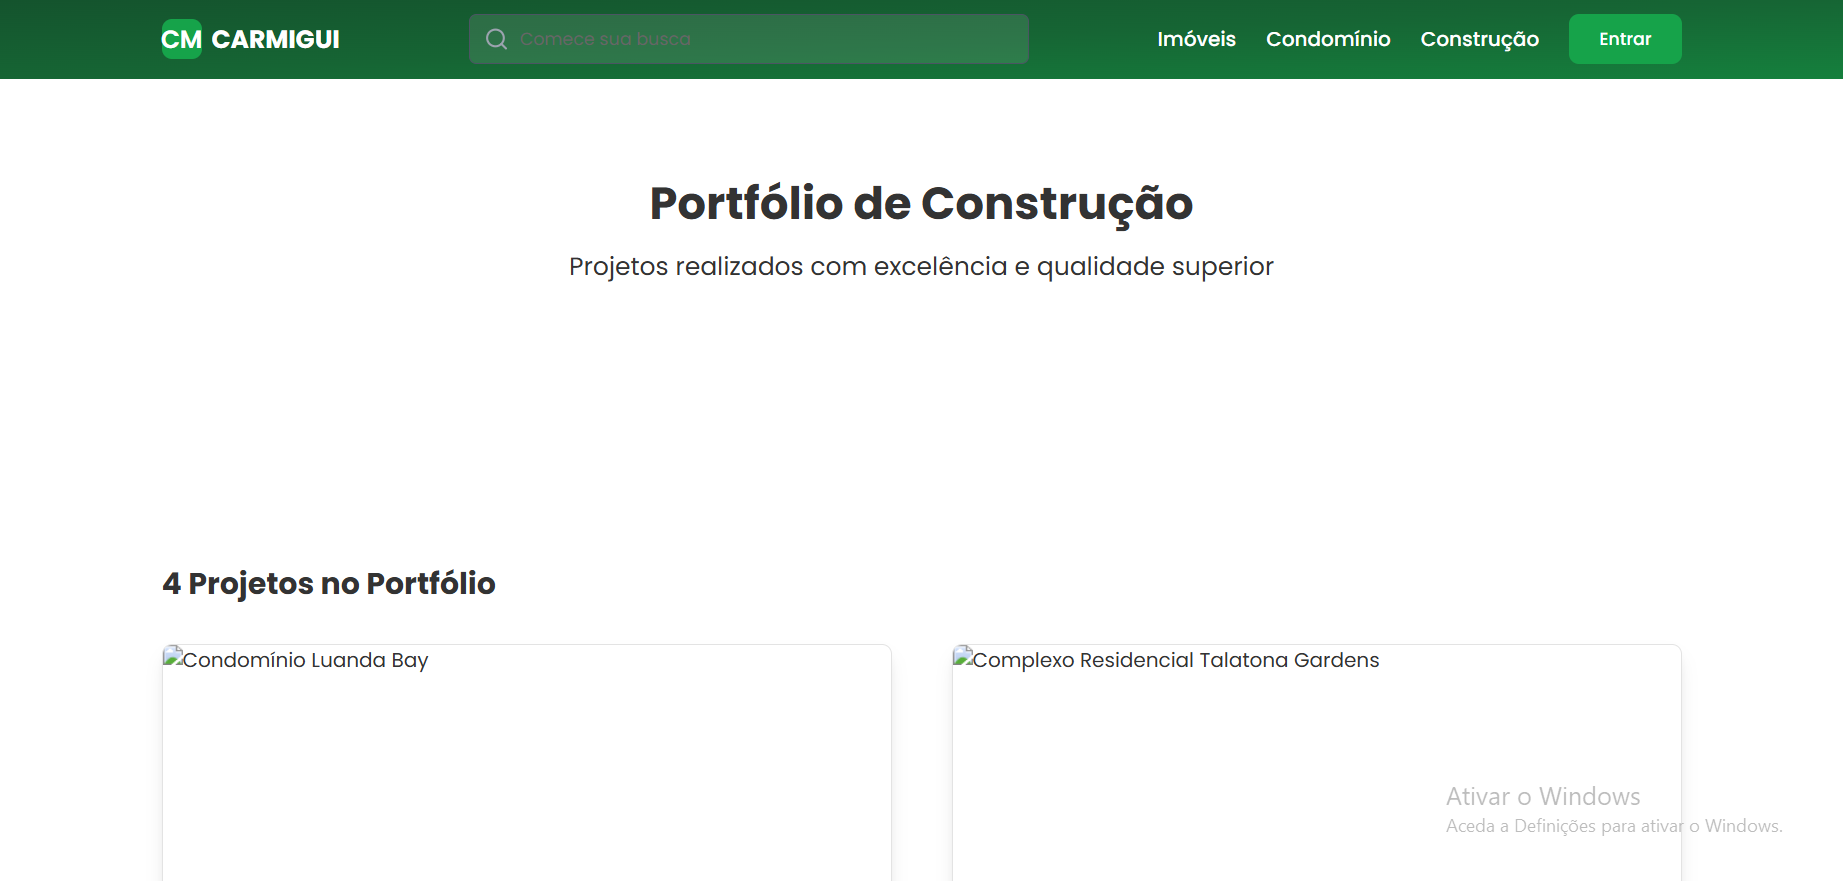 CM CARMIGUI
Comece sua busca
Imóveis
Condomínio
Construção
Entrar
Portfólio de Construção
Projetos realizados com excelência e qualidade superior
4 Projetos no Portfólio
Condomínio Luanda Bay
Complexo Residencial Talatona Gardens
Ativar o Windows
Aceda a Definições para ativar o Windows.